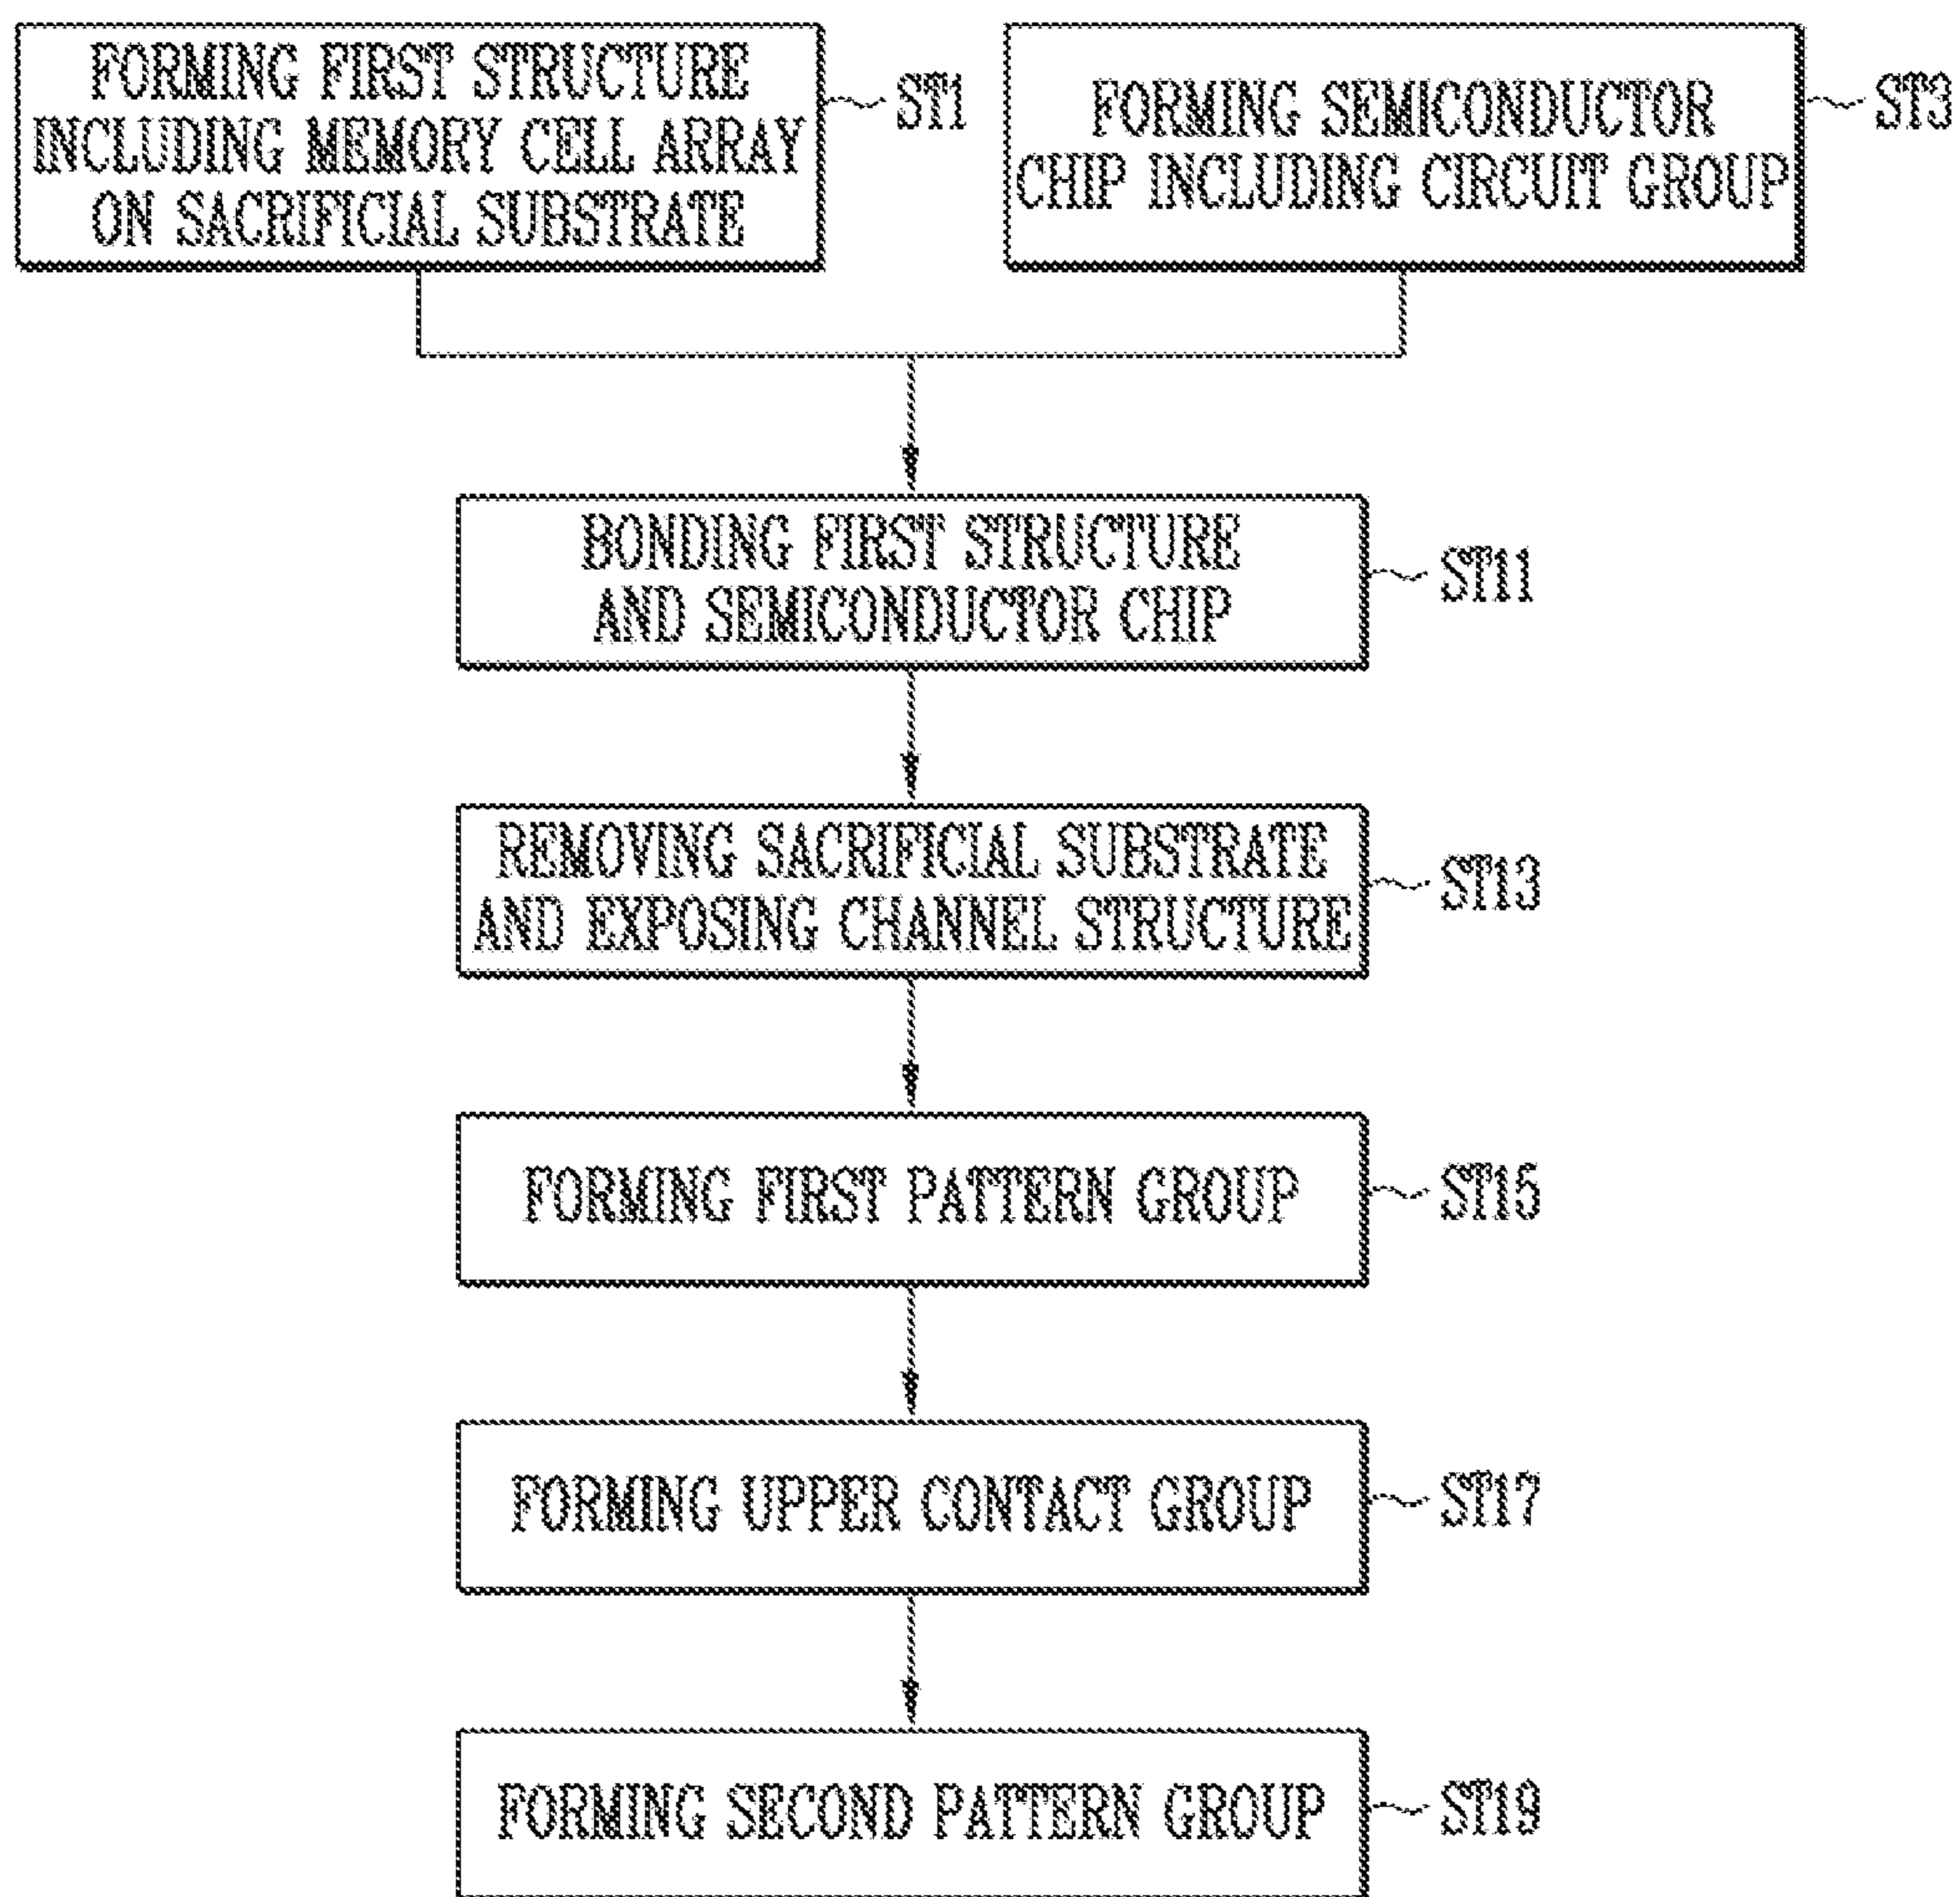 FORMING FIRST STRUCTURE
INCLUDING MEMORY CELL ARRAY
ON SACRIFICIAL SUBSTRATE
ST1
FORMING SEMICONDUCTOR
CHIP INCLUDING CIRCUIT GROUP
ST3
BONDING FIRST STRUCTURE
AND SEMICONDUCTOR CHIP
ST11
REMOVING SACRIFICIAL SUBSTRATE
AND EXPOSING CHANNEL STRUCTURE
ST13
FORMING FIRST PATTERN GROUP
ST15
FORMING UPPER CONTACT GROUP
ST17
FORMING SECOND PATTERN GROUP
ST19